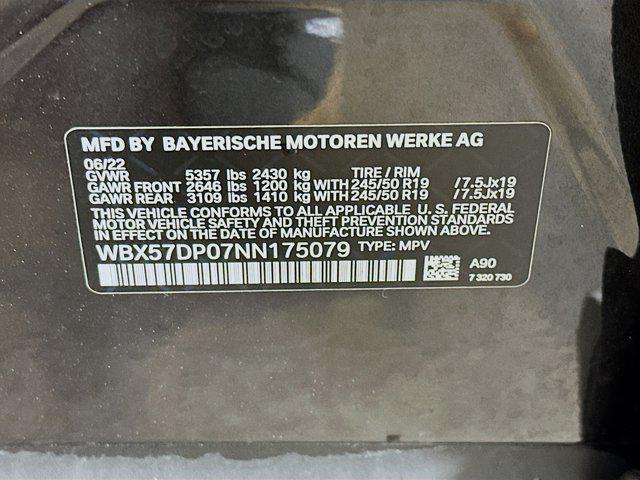 MFD BY BAYERISCHE MOTOREN WERKE AG
06/22
GVWR 5357 lbs 2430 kg TIRE / RIM
GAWR FRONT 2646 lbs 1200 kg WITH 245/50 R19 /7.5Jx19
GAWR REAR 3109 lbs 1410 kg WITH 245/50 R19 /7.5Jx19
THIS VEHICLE CONFORMS TO ALL APPLICABLE U. S. FEDERAL
MOTOR VEHICLE SAFETY AND THEFT PREVENTION STANDARDS
IN EFFECT ON THE DATE OF MANUFACTURE SHOWN ABOVE.
WBX57DP07NN175079 TYPE: MPV
A90
7 320 730